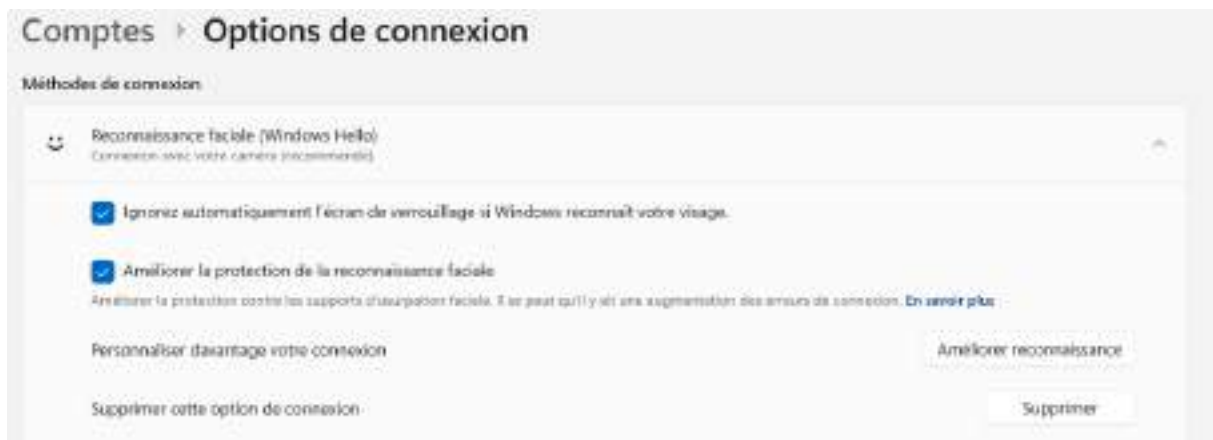 Comptes › Options de connexion
Méthodes de connexion
Reconnaissance faciale (Windows Hello)
Connexion avec votre caméra (recommandé)
Ignorez automatiquement l'écran de verrouillage si Windows reconnaît votre visage.
Améliorer la protection de la reconnaissance faciale
Améliorer la protection contre les supports d'usurpation faciale. Il se peut qu'il y ait une augmentation des erreurs de connexion. En savoir plus
Personnaliser davantage votre connexion
Améliorer reconnaissance
Supprimer cette option de connexion
Supprimer